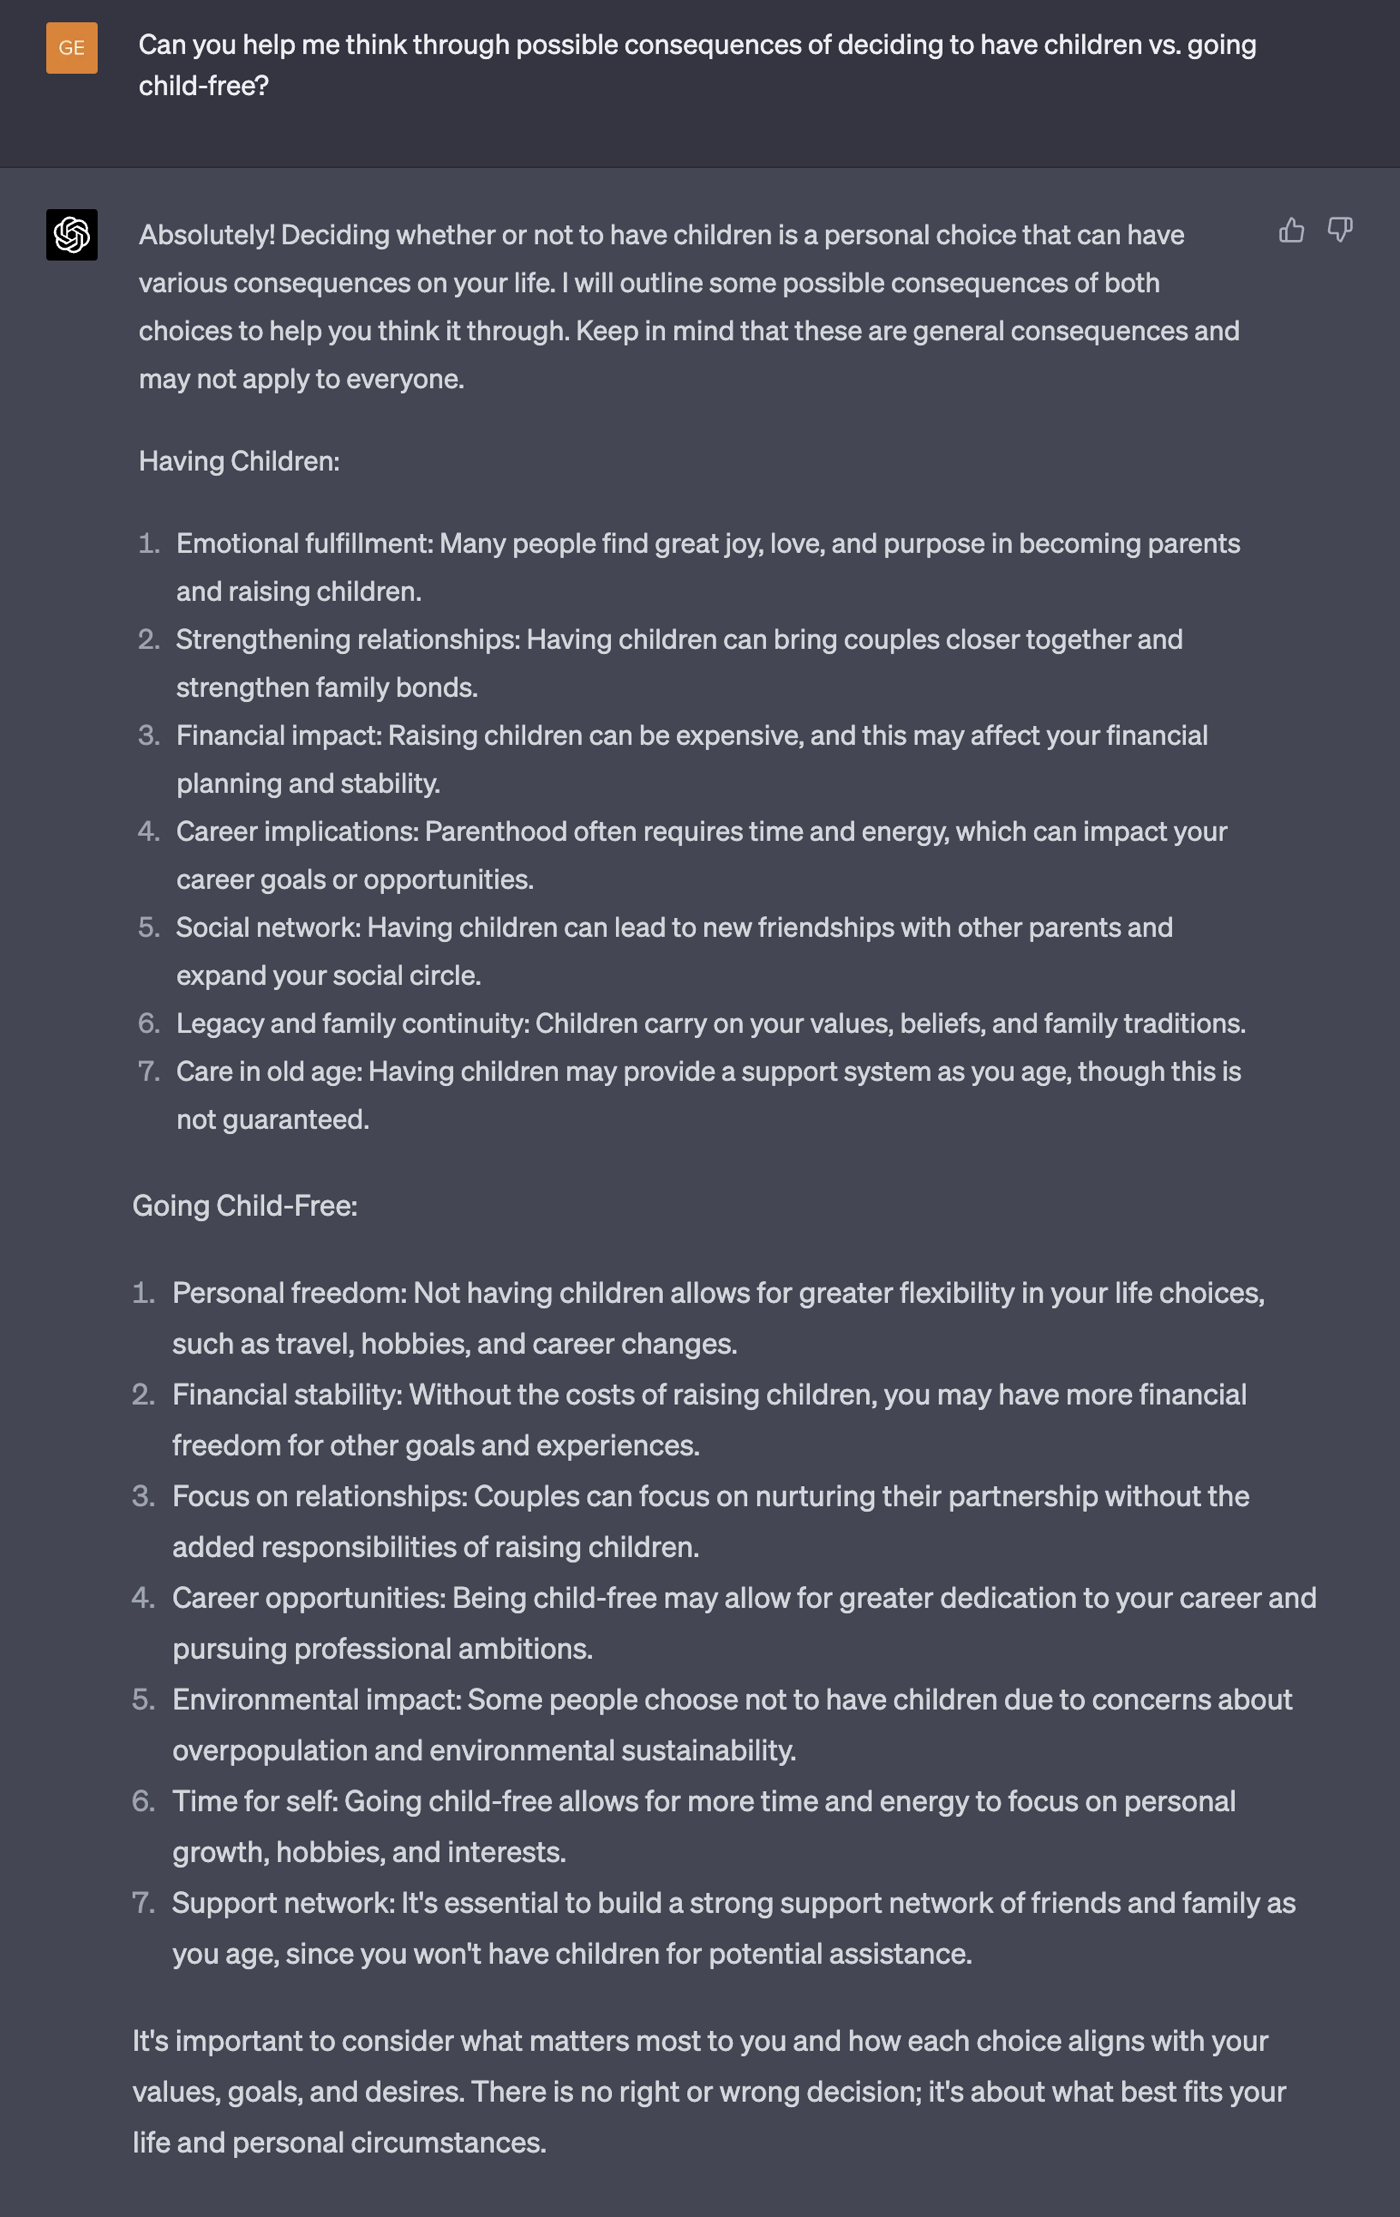 GE
Can you help me think through possible consequences of deciding to have children vs. going
child-free?
Absolutely! Deciding whether or not to have children is a personal choice that can have
various consequences on your life. I will outline some possible consequences of both
choices to help you think it through. Keep in mind that these are general consequences and
may not apply to everyone.
Having Children:
1. Emotional fulfillment: Many people find great joy, love, and purpose in becoming parents
and raising children.
2. Strengthening relationships: Having children can bring couples closer together and
strengthen family bonds.
3. Financial impact: Raising children can be expensive, and this may affect your financial
planning and stability.
4. Career implications: Parenthood often requires time and energy, which can impact your
career goals or opportunities.
5. Social network: Having children can lead to new friendships with other parents and
expand your social circle.
6. Legacy and family continuity: Children carry on your values, beliefs, and family traditions.
7. Care in old age: Having children may provide a support system as you age, though this is
not guaranteed.
Going Child-Free:
1. Personal freedom: Not having children allows for greater flexibility in your life choices,
such as travel, hobbies, and career changes.
2. Financial stability: Without the costs of raising children, you may have more financial
freedom for other goals and experiences.
3. Focus on relationships: Couples can focus on nurturing their partnership without the
added responsibilities of raising children.
4. Career opportunities: Being child-free may allow for greater dedication to your career and
pursuing professional ambitions.
5. Environmental impact: Some people choose not to have children due to concerns about
overpopulation and environmental sustainability.
6. Time for self: Going child-free allows for more time and energy to focus on personal
growth, hobbies, and interests.
7. Support network: It's essential to build a strong support network of friends and family as
you age, since you won't have children for potential assistance.
It's important to consider what matters most to you and how each choice aligns with your
values, goals, and desires. There is no right or wrong decision; it's about what best fits your
life and personal circumstances.